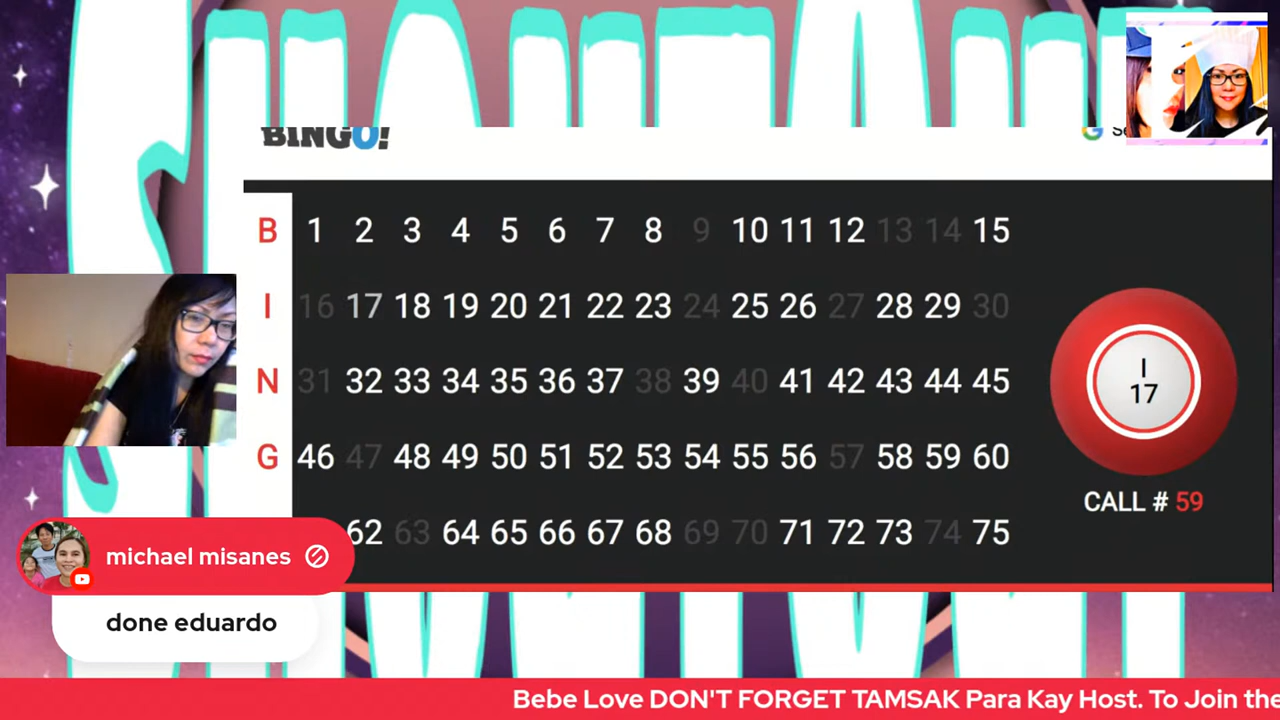 BINGO!
B 1 2 3 4 5 6 7 8 9 10 11 12 13 14 15
I 16 17 18 19 20 21 22 23 24 25 26 27 28 29 30
N 31 32 33 34 35 36 37 38 39 40 41 42 43 44 45
G 46 47 48 49 50 51 52 53 54 55 56 57 58 59 60
62 63 64 65 66 67 68 69 70 71 72 73 74 75
I
17
CALL # 59
michael misanes
done eduardo
Bebe Love DON'T FORGET TAMSAK Para Kay Host. To Join the